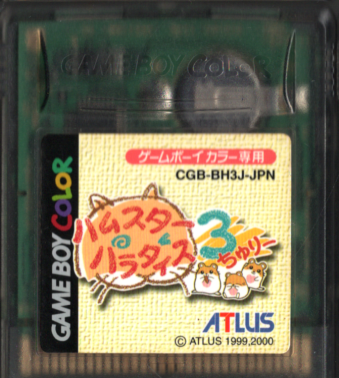 GAME BOY COLOR
GAME BOY COLOR
ゲームボーイカラー専用
CGB-BH3J-JPN
ハムスター
パラダイス3
ちゅりー
ATLUS
© ATLUS 1999,2000